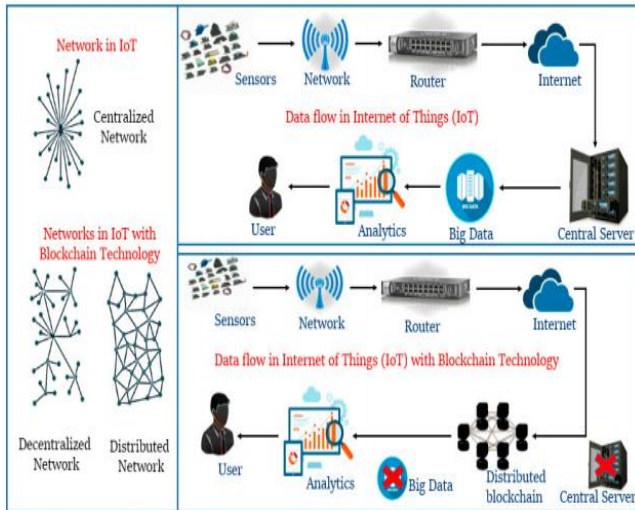 Network in IoT
Centralized
Network
Networks in IoT with
Blockchain Technology
Decentralized
Network
Distributed
Network
Sensors
Network
Router
Internet
Data flow in Internet of Things (IoT)
User
Analytics
Big Data
BIG DATA
Central Server
Sensors
Network
Router
Internet
Data flow in Internet of Things (IoT) with Blockchain Technology
User
Analytics
Big Data
Distributed
blockchain
Central Server